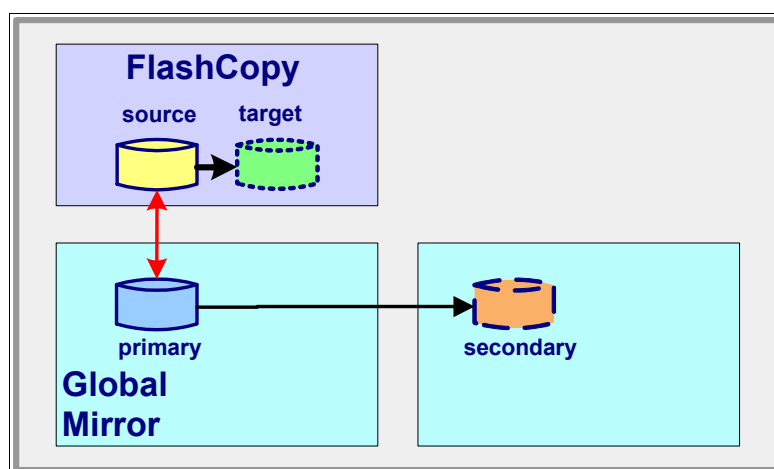 FlashCopy
source target
primary
secondary
Global
Mirror